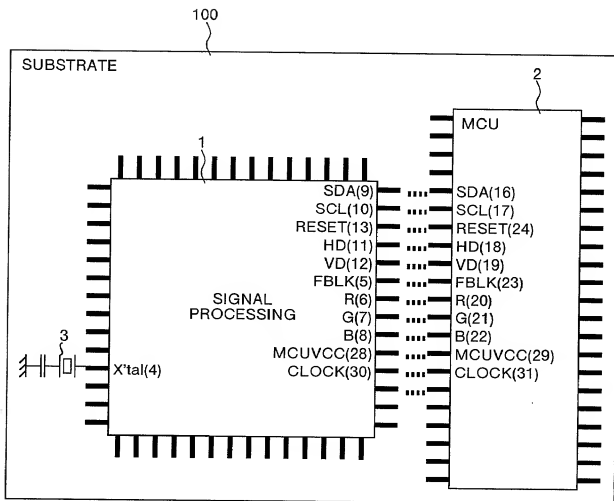 100
SUBSTRATE
2
MCU
1
SDA(9)
SCL(10)
RESET(13)
HD(11)
VD(12)
FBLK(5)
R(6)
G(7)
B(8)
MCUVCC(28)
CLOCK(30)
SIGNAL
PROCESSING
3
X'tal(4)
SDA(16)
SCL(17)
RESET(24)
HD(18)
VD(19)
FBLK(23)
R(20)
G(21)
B(22)
MCUVCC(29)
CLOCK(31)